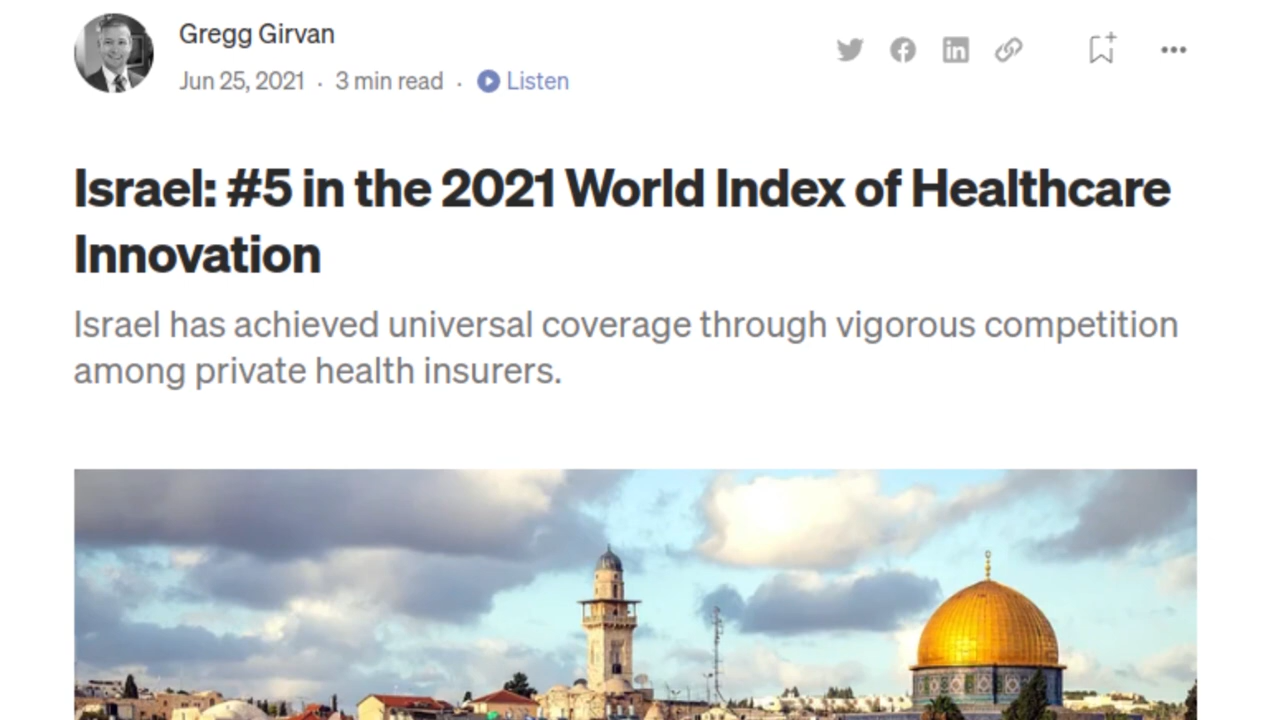 Gregg Girvan
Jun 25, 2021 · 3 min read · Listen
Israel: #5 in the 2021 World Index of Healthcare
Innovation
Israel has achieved universal coverage through vigorous competition
among private health insurers.